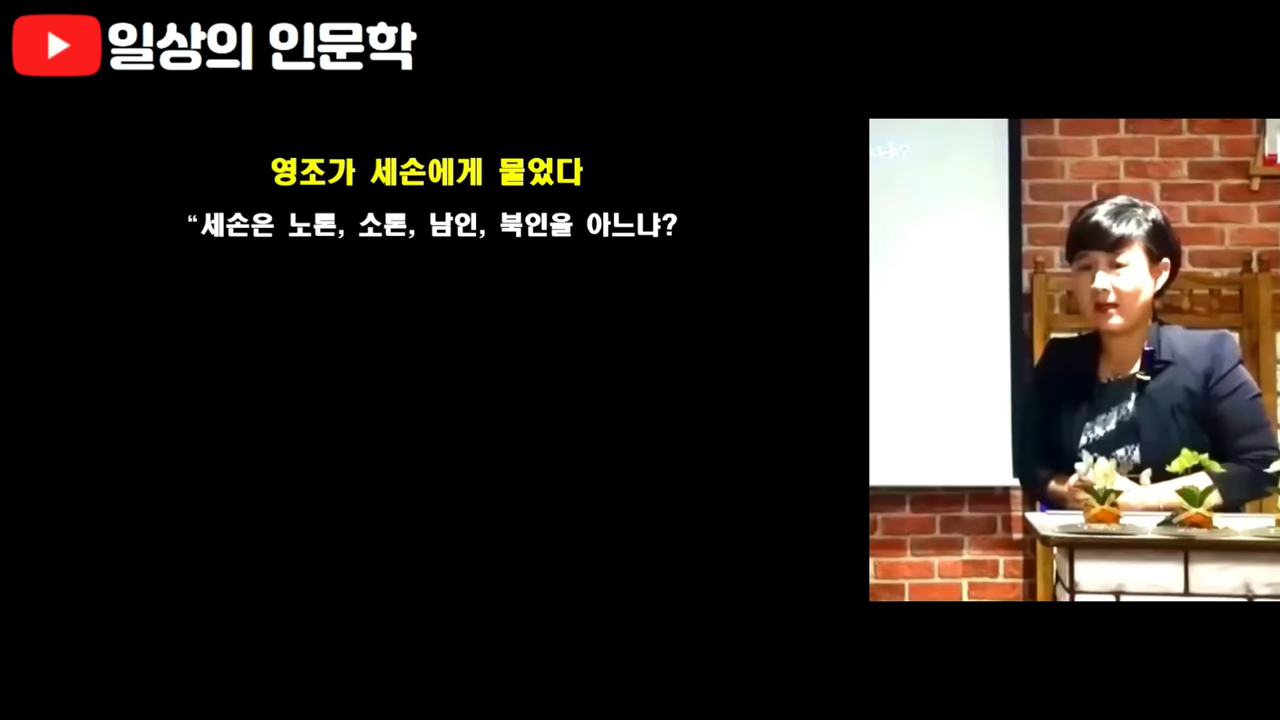 일상의 인문학
영조가 세손에게 물었다
“세손은 노론, 소론, 남인, 북인을 아느냐?